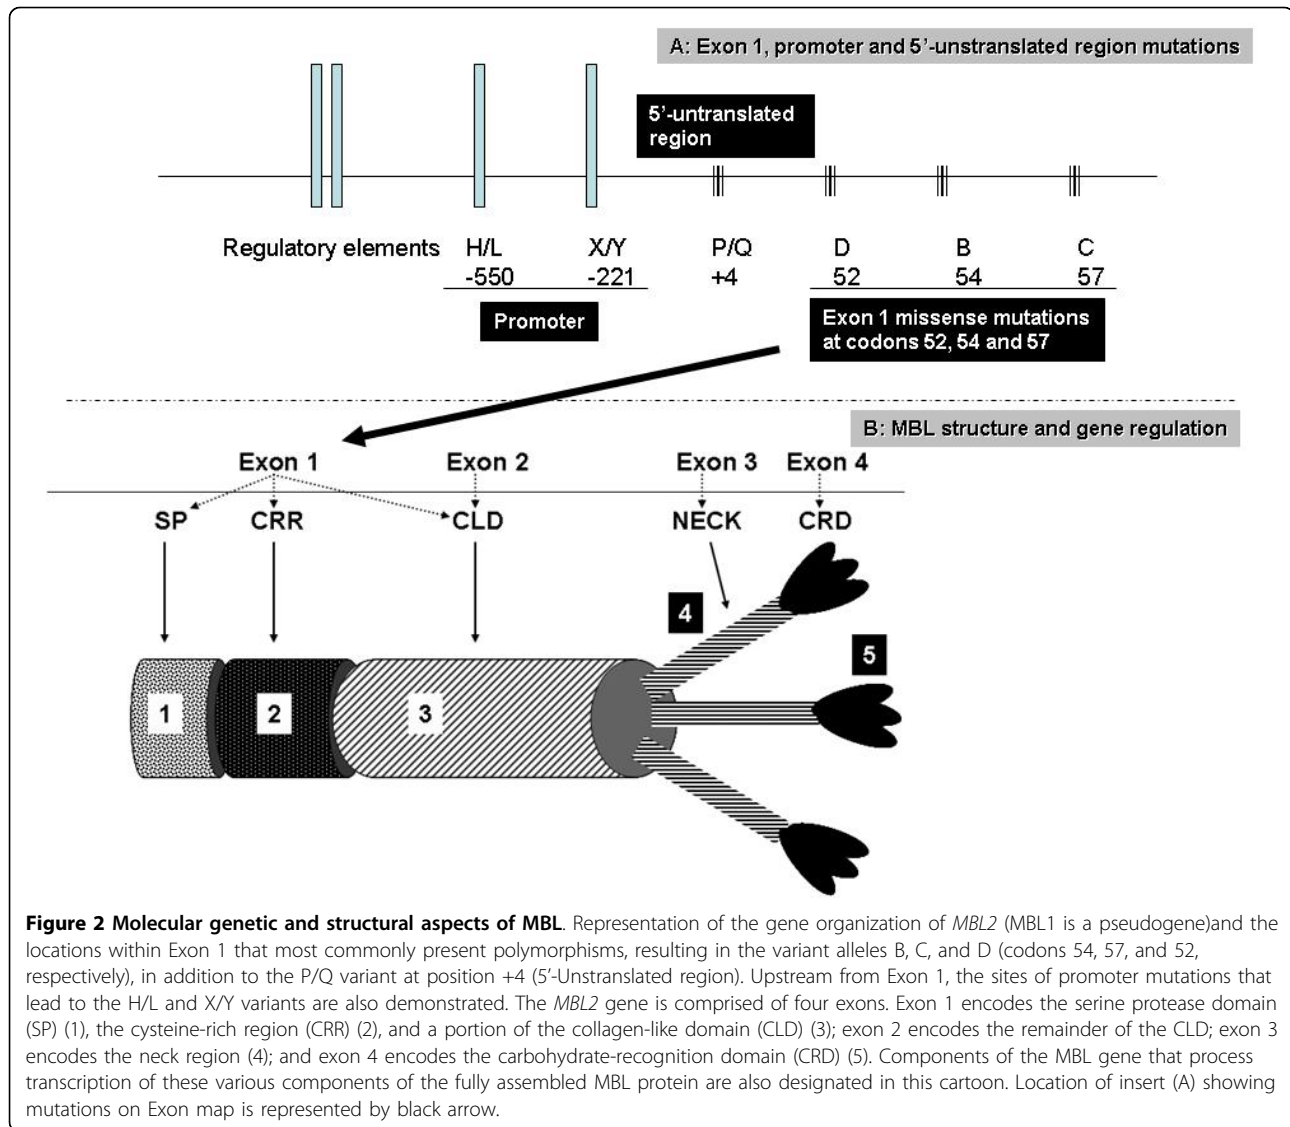 A: Exon 1, promoter and 5'-unstranslated region mutations
5'-untranslated
region
Regulatory elements H/L X/Y P/Q D B C
-550 -221 +4 52 54 57
Promoter
Exon 1 missense mutations
at codons 52, 54 and 57
B: MBL structure and gene regulation
Exon 1 Exon 2 Exon 3 Exon 4
SP CRR CLD NECK CRD
4
5
1 2 3
Figure 2 Molecular genetic and structural aspects of MBL. Representation of the gene organization of MBL2 (MBL1 is a pseudogene)and the
locations within Exon 1 that most commonly present polymorphisms, resulting in the variant alleles B, C, and D (codons 54, 57, and 52,
respectively), in addition to the P/Q variant at position +4 (5'-Unstranslated region). Upstream from Exon 1, the sites of promoter mutations that
lead to the H/L and X/Y variants are also demonstrated. The MBL2 gene is comprised of four exons. Exon 1 encodes the serine protease domain
(SP) (1), the cysteine-rich region (CRR) (2), and a portion of the collagen-like domain (CLD) (3); exon 2 encodes the remainder of the CLD; exon 3
encodes the neck region (4); and exon 4 encodes the carbohydrate-recognition domain (CRD) (5). Components of the MBL gene that process
transcription of these various components of the fully assembled MBL protein are also designated in this cartoon. Location of insert (A) showing
mutations on Exon map is represented by black arrow.